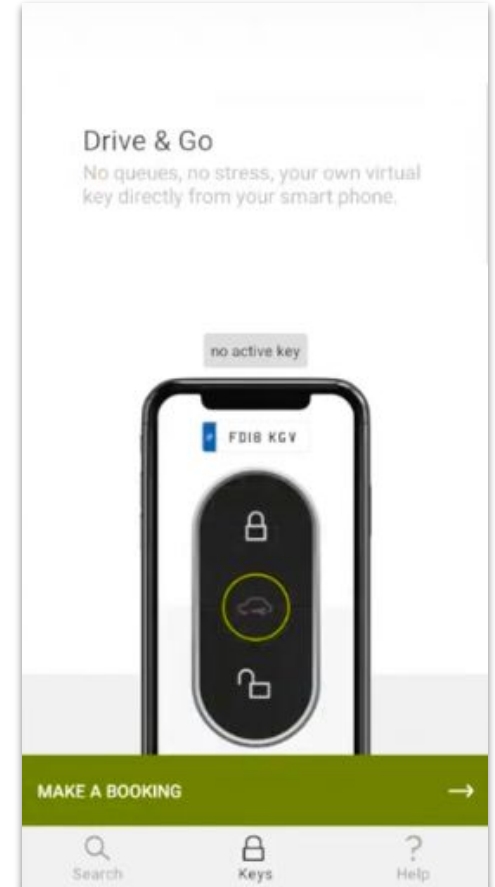 Drive & Go
No queues, no stress, your own virtual
key directly from your smart phone.
no active key
FD18 KGV
MAKE A BOOKING
Search
Keys
Help